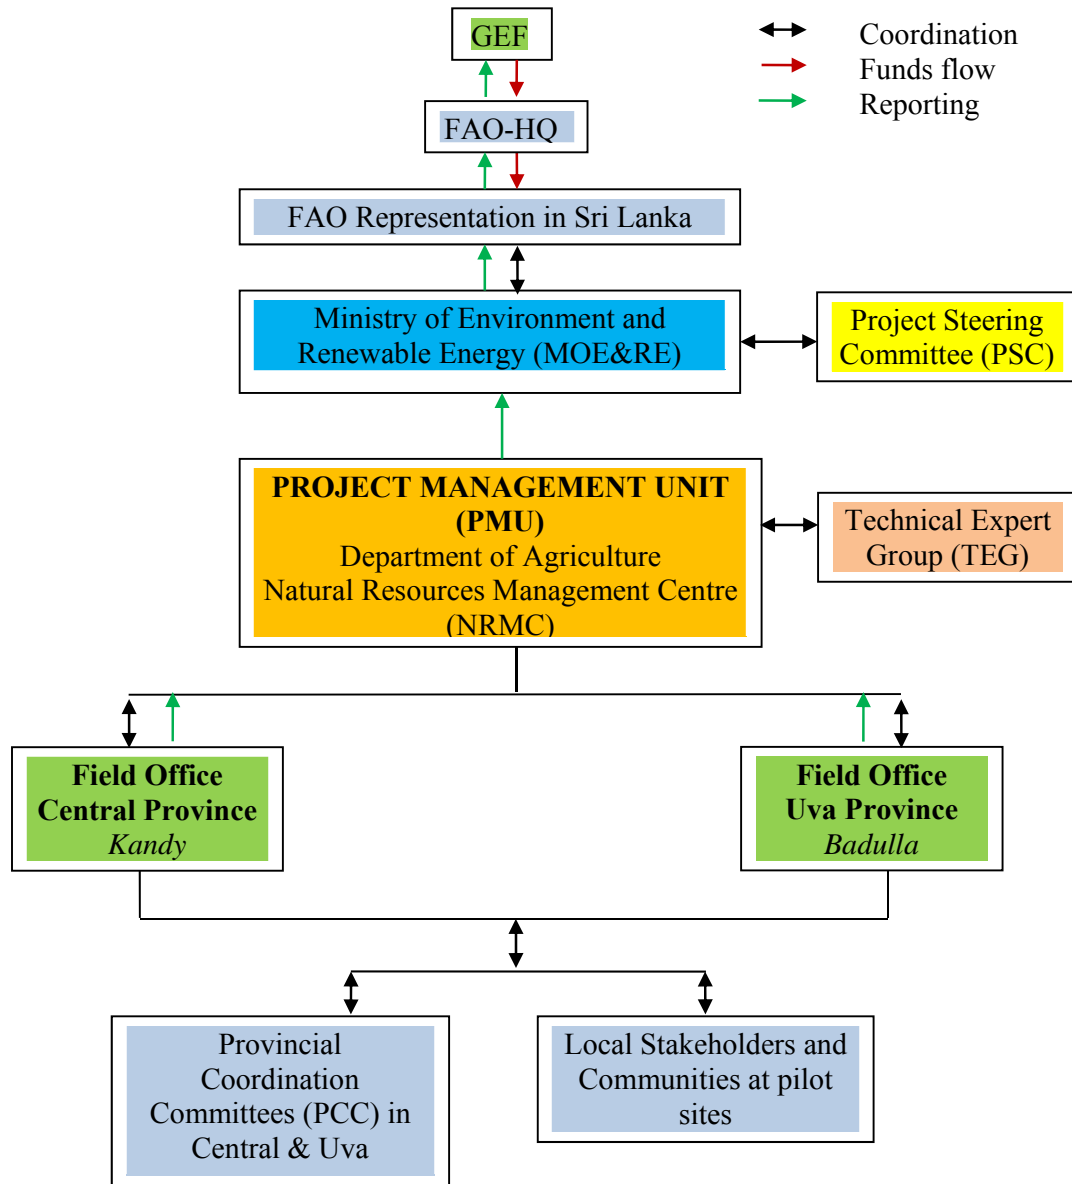 GEF
Coordination
Funds flow
Reporting
FAO-HQ
FAO Representation in Sri Lanka
Ministry of Environment and
Renewable Energy (MOE&RE)
Project Steering
Committee (PSC)
PROJECT MANAGEMENT UNIT
(PMU)
Department of Agriculture
Natural Resources Management Centre
(NRMC)
Technical Expert
Group (TEG)
Field Office
Central Province
Kandy
Field Office
Uva Province
Badulla
Provincial
Coordination
Committees (PCC) in
Central & Uva
Local Stakeholders and
Communities at pilot
sites